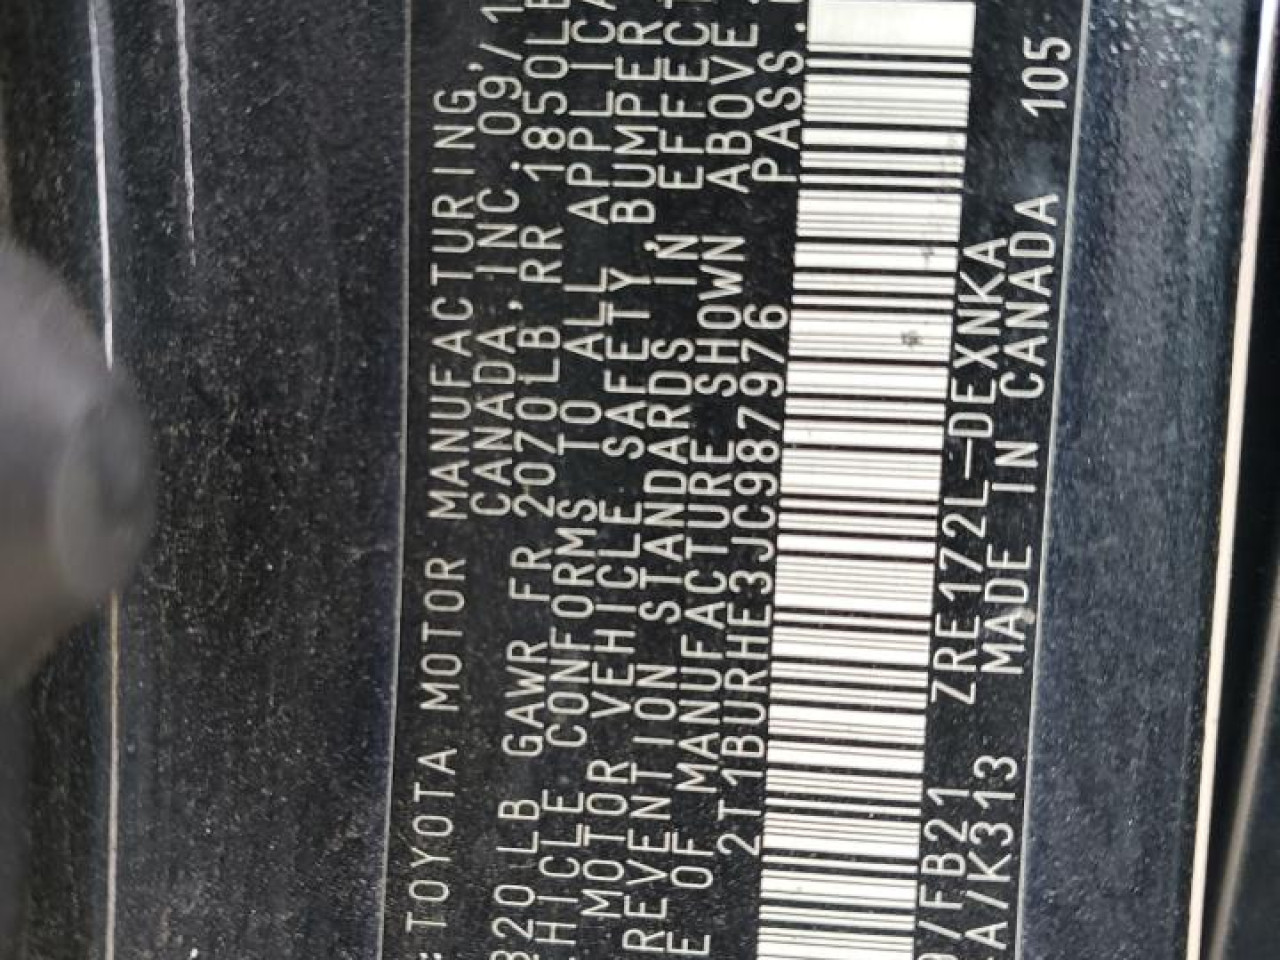 : TOYOTA MOTOR MANUFACTURING,
CANADA, INC. 09/1
820 LB GAWR FR 2070LB, RR 1850LB
HICLE CONFORMS TO ALL APPLICA
MOTOR VEHICLE SAFETY, BUMPER
REVENTION STANDARDS IN EFFECT
E OF MANUFACTURE SHOWN ABOVE.
2T1BURHE3JC987976 PASS.
/FB21 ZRE172L-DEXNKA
A/K313 MADE IN CANADA 105